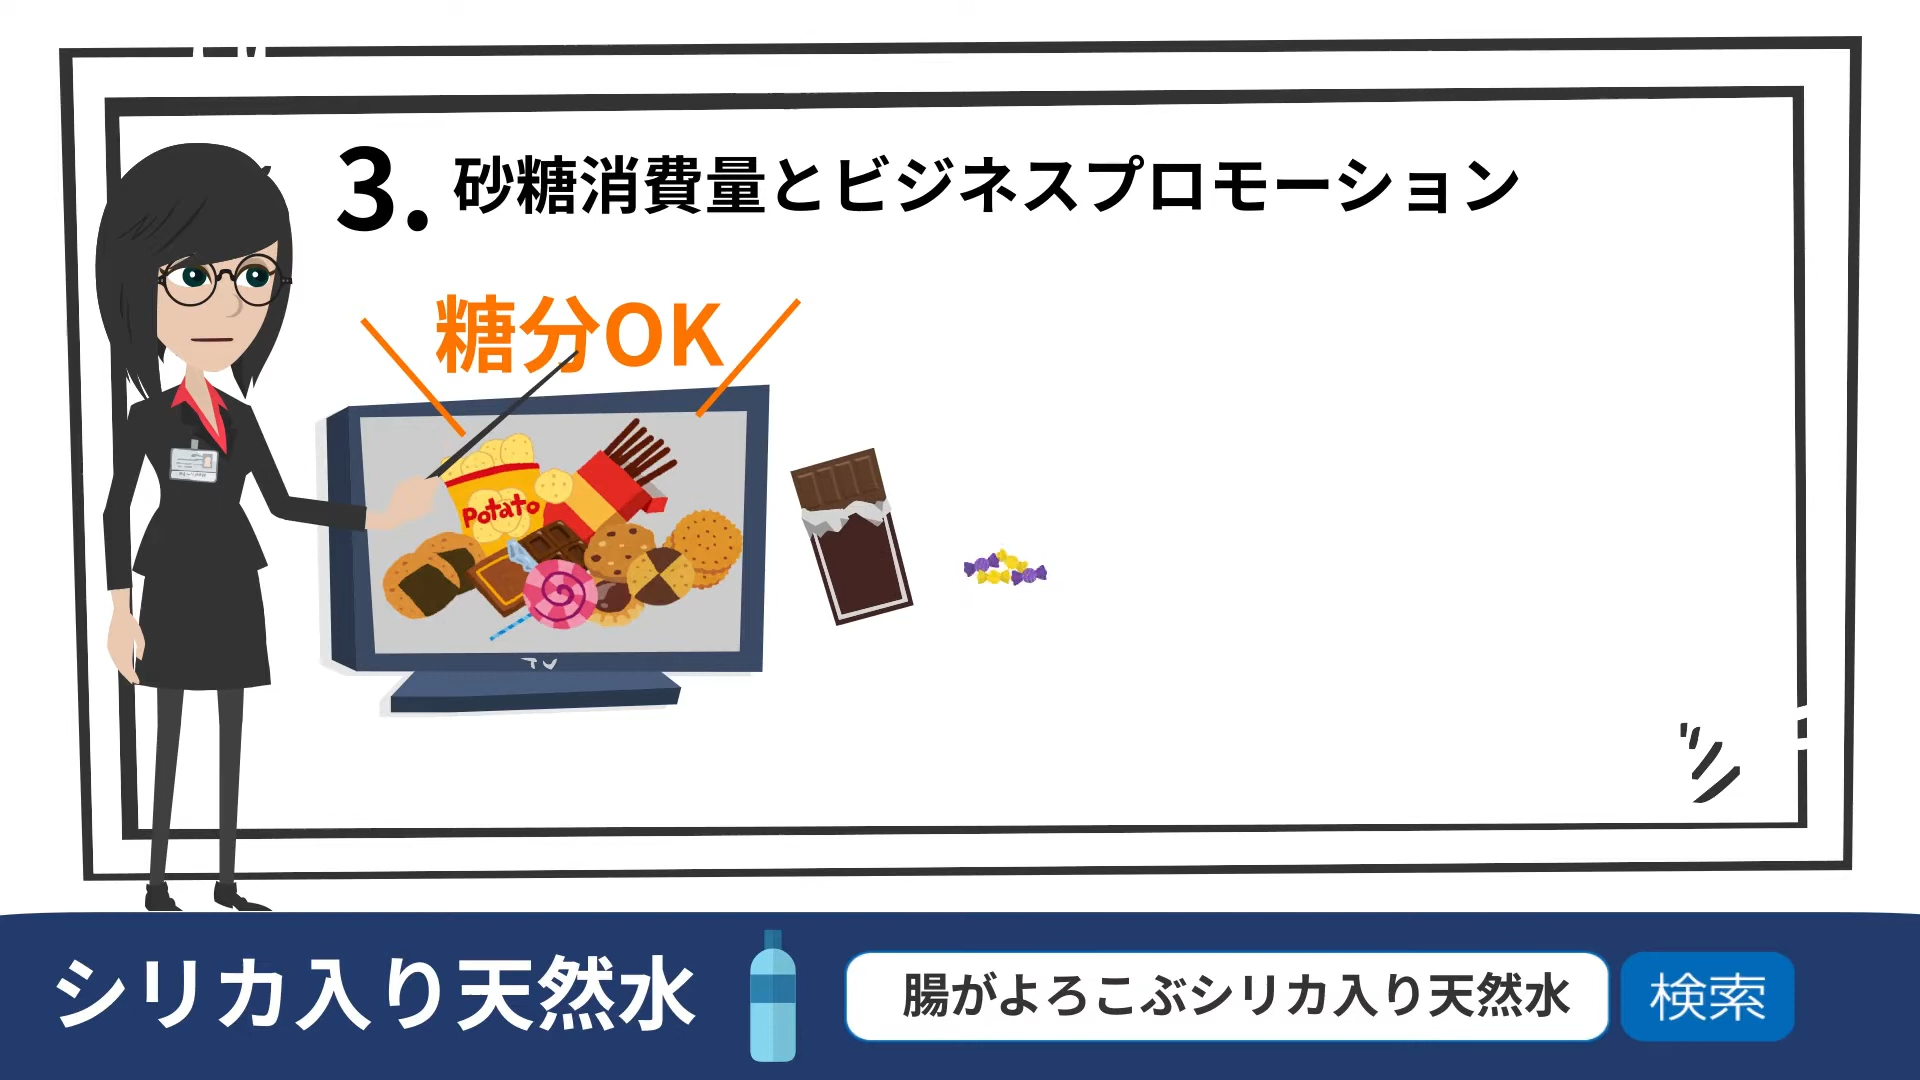 3. 砂糖消費量とビジネスプロモーション
糖分OK
Potato
TV
シリカ入り天然水
腸がよろこぶシリカ入り天然水
検索